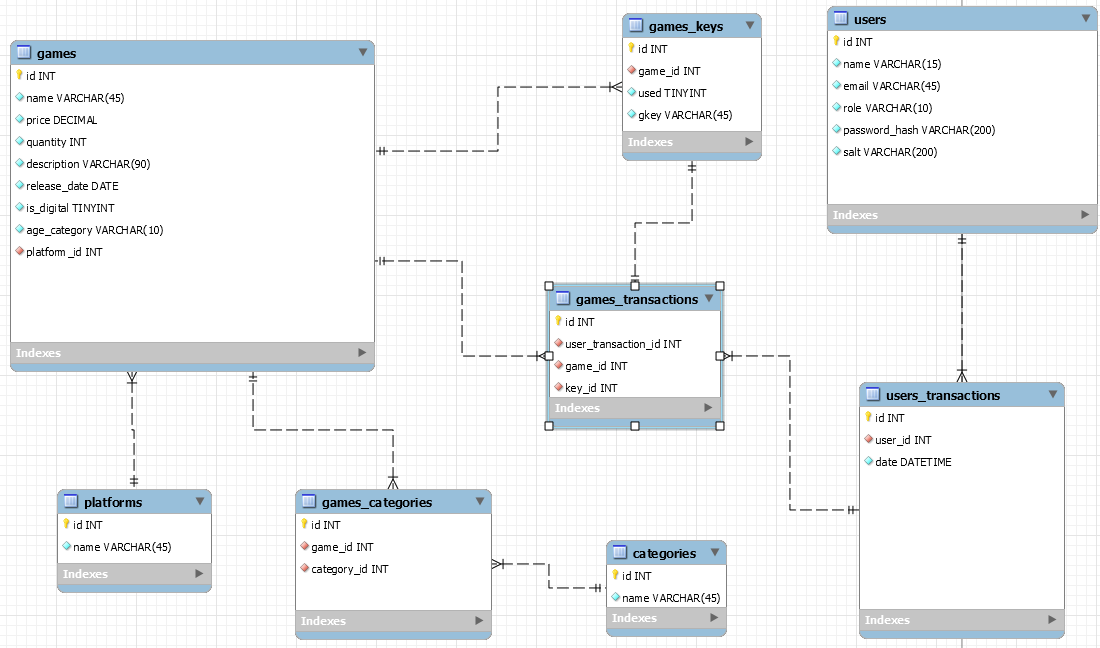 games
id INT
name VARCHAR(45)
price DECIMAL
quantity INT
description VARCHAR(90)
release_date DATE
is_digital TINYINT
age_category VARCHAR(10)
platform_id INT
Indexes
games_keys
id INT
game_id INT
used TINYINT
gkey VARCHAR(45)
Indexes
users
id INT
name VARCHAR(15)
email VARCHAR(45)
role VARCHAR(10)
password_hash VARCHAR(200)
salt VARCHAR(200)
Indexes
games_transactions
id INT
user_transaction_id INT
game_id INT
key_id INT
Indexes
users_transactions
id INT
user_id INT
date DATETIME
Indexes
platforms
id INT
name VARCHAR(45)
Indexes
games_categories
id INT
game_id INT
category_id INT
Indexes
categories
id INT
name VARCHAR(45)
Indexes